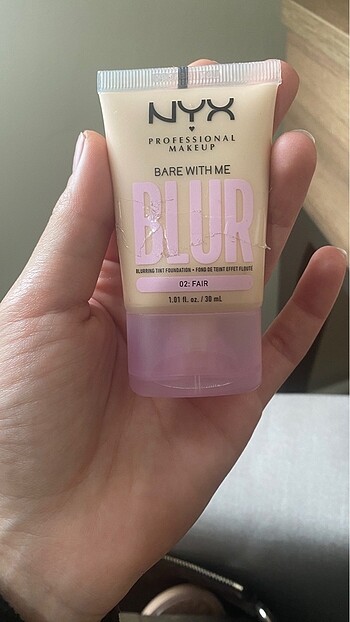 NYX
PROFESSIONAL
MAKEUP
BARE WITH ME
BLUR
BLURRING TINT FOUNDATION • FOND DE TEINT EFFET FLOUTÉ
02: FAIR
1.01 fl. oz. / 30 mL